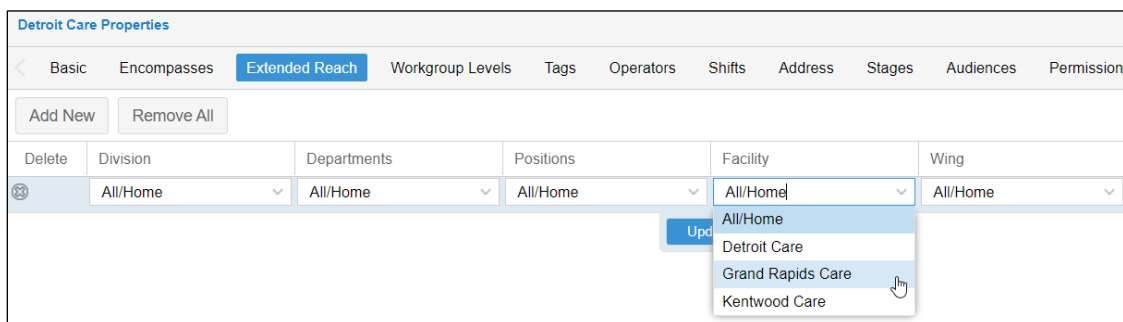 Detroit Care Properties
Basic Encompasses Extended Reach Workgroup Levels Tags Operators Shifts Address Stages Audiences Permission
Add New Remove All
Delete Division Departments Positions Facility Wing
All/Home All/Home All/Home All/Home All/Home
Upd
All/Home
Detroit Care
Grand Rapids Care
Kentwood Care